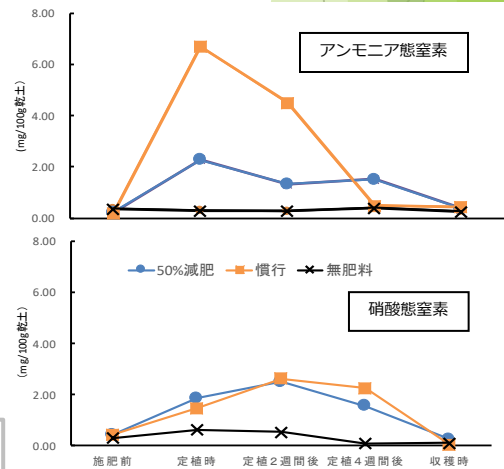 8.00
アンモニア態窒素
6.00
(mg/100g乾土)
4.00
2.00
0.00
8.00
50%減肥 慣行 無肥料
6.00
硝酸態窒素
(mg/100g乾土)
4.00
2.00
0.00
施肥前 定植時 定植２週間後 定植４週間後 収穫時